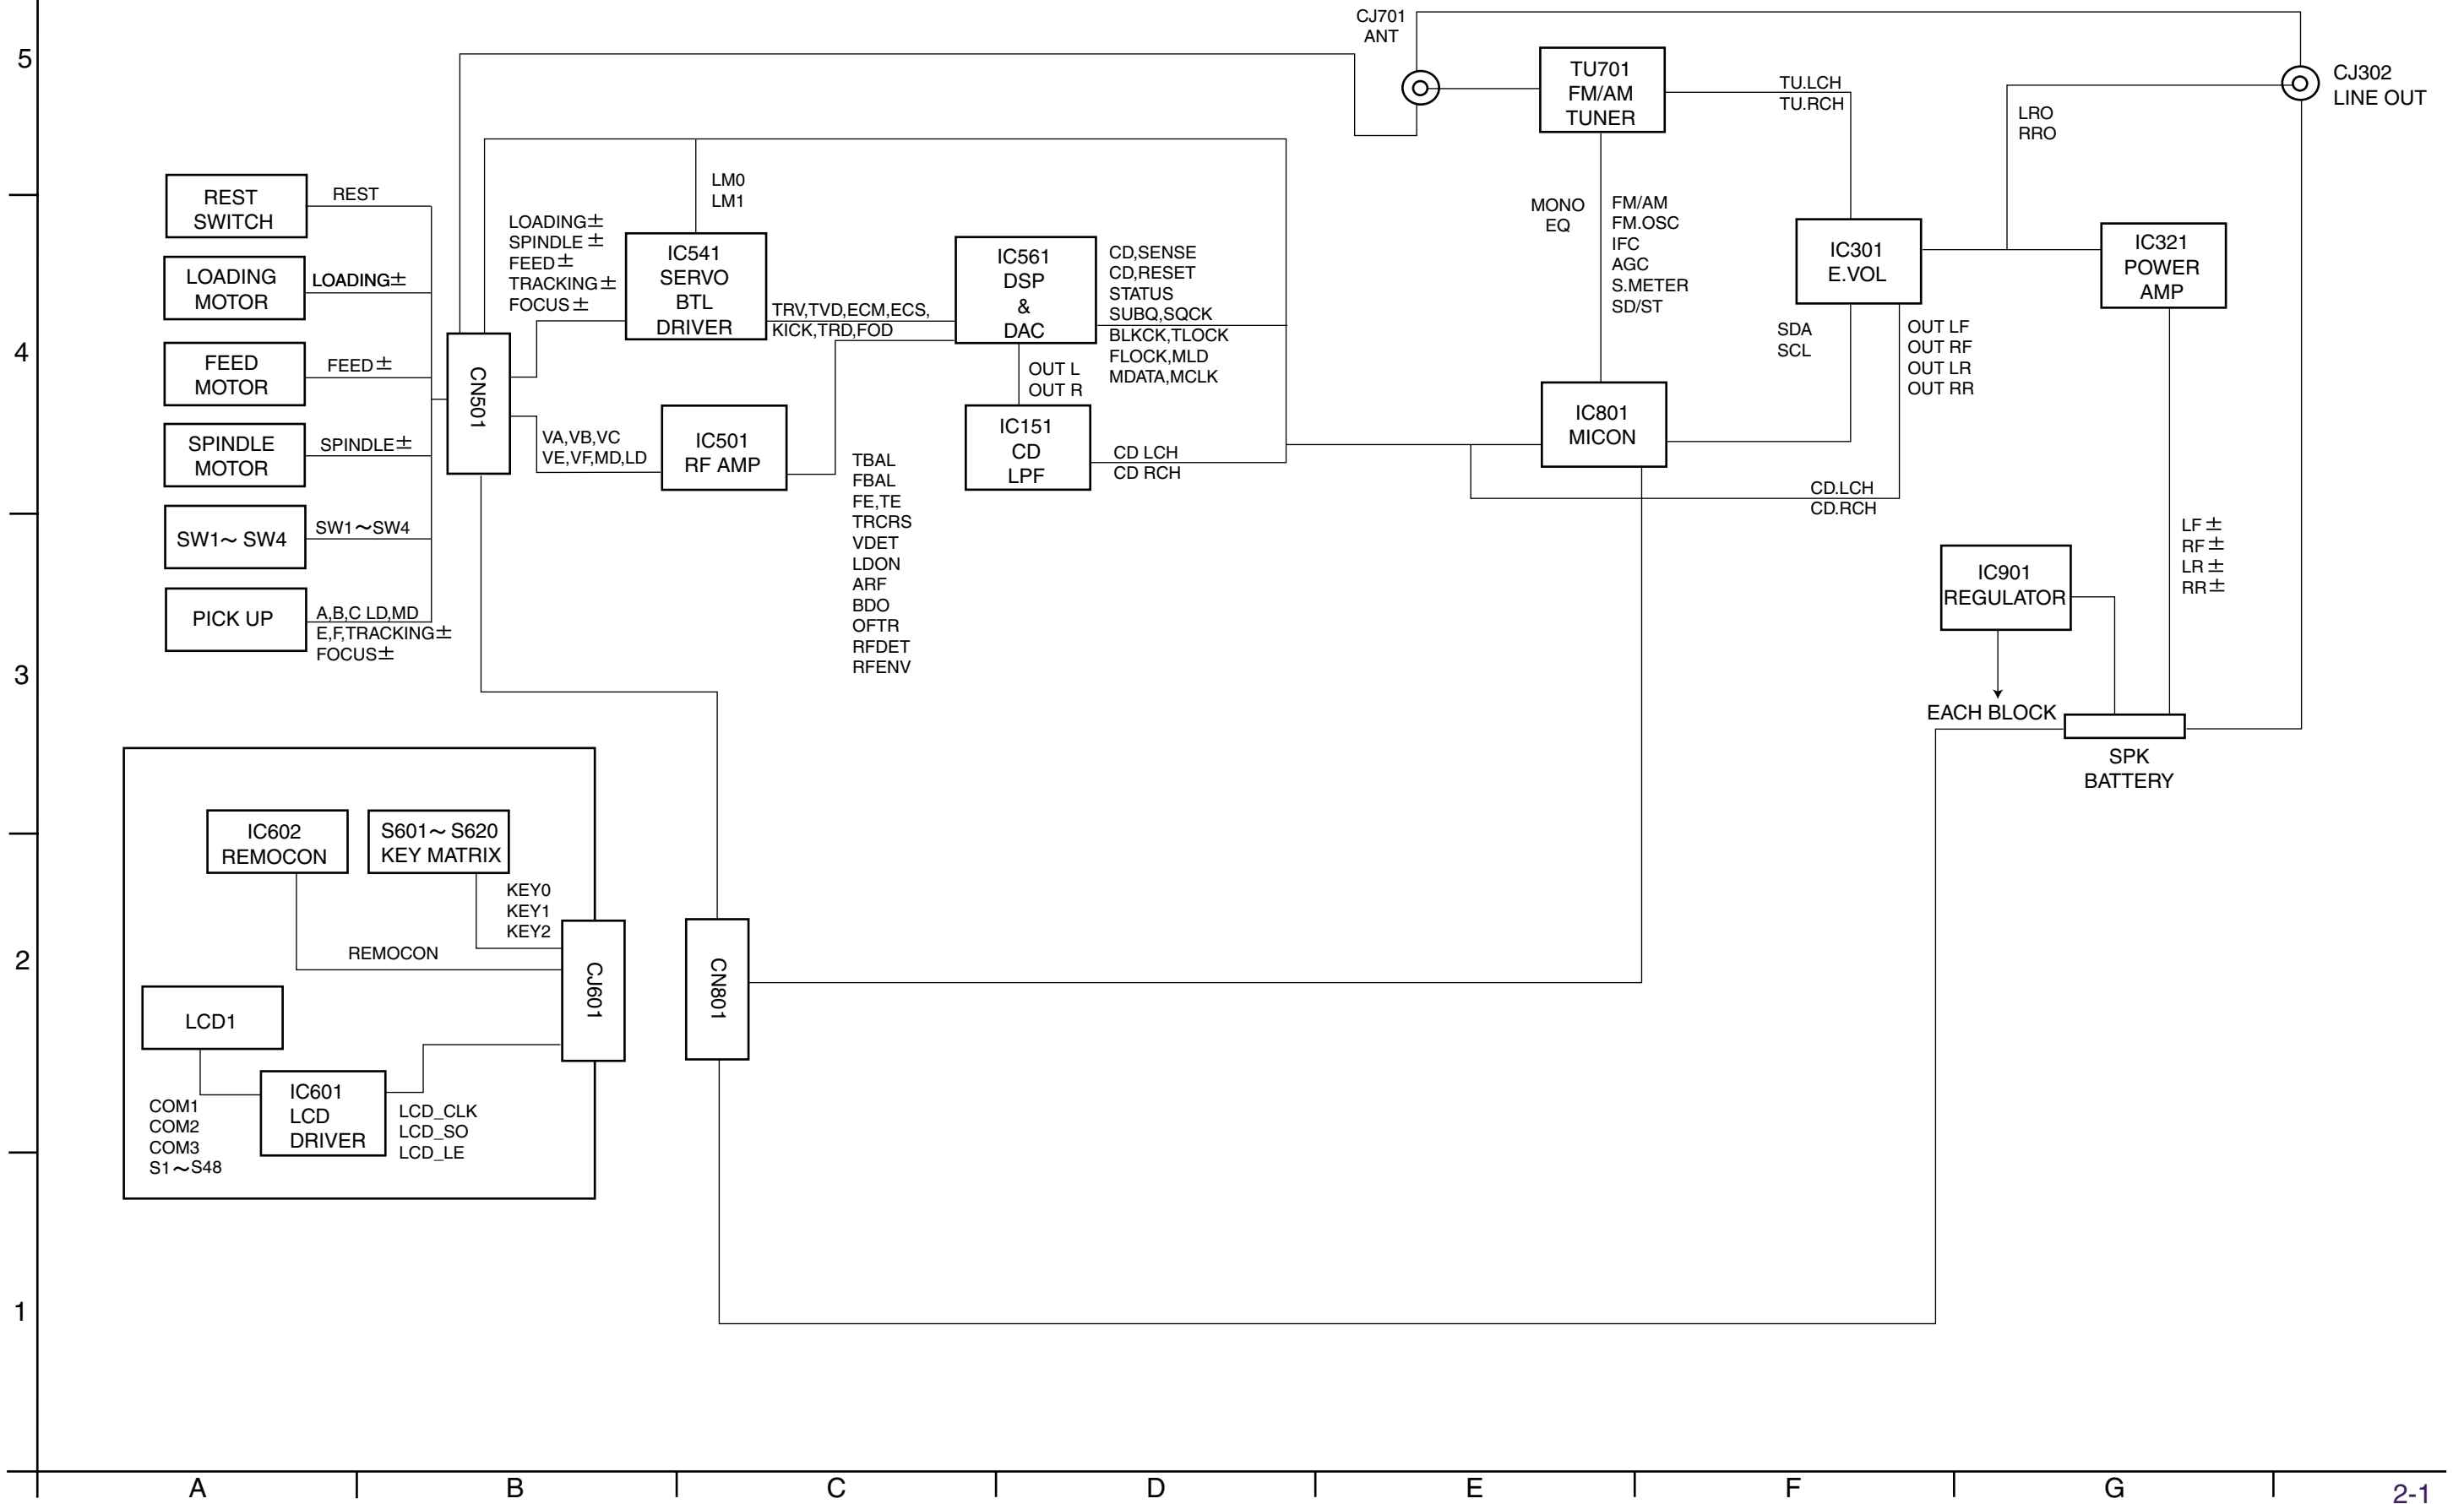 5
4
3
2
1
CJ701
ANT
TU701
FM/AM
TUNER
TU.LCH
TU.RCH
CJ302
LINE OUT
LRO
RRO
REST
SWITCH
REST
LOADING
MOTOR
LOADING±
FEED
MOTOR
FEED±
SPINDLE
MOTOR
SPINDLE±
SW1～ SW4
SW1～SW4
PICK UP
A,B,C LD,MD
E,F,TRACKING±
FOCUS±
CN501
LM0
LM1
LOADING±
SPINDLE ±
FEED±
TRACKING±
FOCUS±
IC541
SERVO
BTL
DRIVER
TRV,TVD,ECM,ECS,
KICK,TRD,FOD
IC561
DSP
&
DAC
CD,SENSE
CD,RESET
STATUS
SUBQ,SQCK
BLKCK,TLOCK
FLOCK,MLD
MDATA,MCLK
OUT L
OUT R
VA,VB,VC
VE,VF,MD,LD
IC501
RF AMP
TBAL
FBAL
FE,TE
TRCRS
VDET
LDON
ARF
BDO
OFTR
RFDET
RFENV
IC151
CD
LPF
CD LCH
CD RCH
MONO
EQ
FM/AM
FM.OSC
IFC
AGC
S.METER
SD/ST
IC801
MICON
IC301
E.VOL
SDA
SCL
OUT LF
OUT RF
OUT LR
OUT RR
CD.LCH
CD.RCH
IC321
POWER
AMP
LF ±
RF ±
LR ±
RR ±
IC901
REGULATOR
EACH BLOCK
SPK
BATTERY
IC602
REMOCON
S601～ S620
KEY MATRIX
KEY0
KEY1
KEY2
REMOCON
CJ601
CN801
LCD1
IC601
LCD
DRIVER
COM1
COM2
COM3
S1～S48
LCD_CLK
LCD_SO
LCD_LE
A
B
C
D
E
F
G
2-1